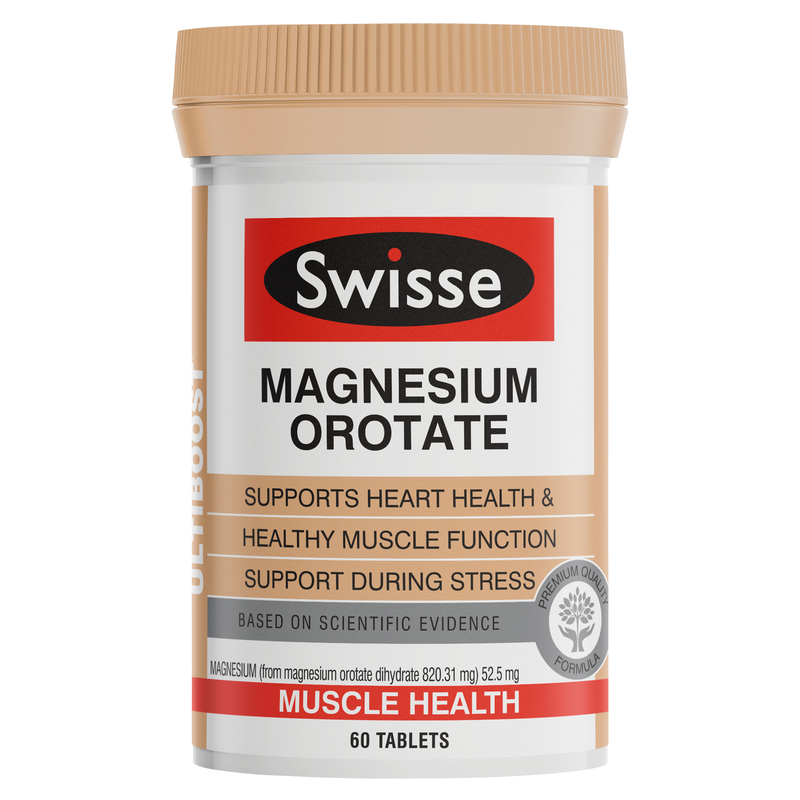 Swisse
MAGNESIUM
OROTATE
SUPPORTS HEART HEALTH &
HEALTHY MUSCLE FUNCTION
SUPPORT DURING STRESS
BASED ON SCIENTIFIC EVIDENCE
PREMIUM QUALITY
FORMULA
MAGNESIUM (from magnesium orotate dihydrate 820.31 mg) 52.5 mg
MUSCLE HEALTH
60 TABLETS
ULTIBOOST